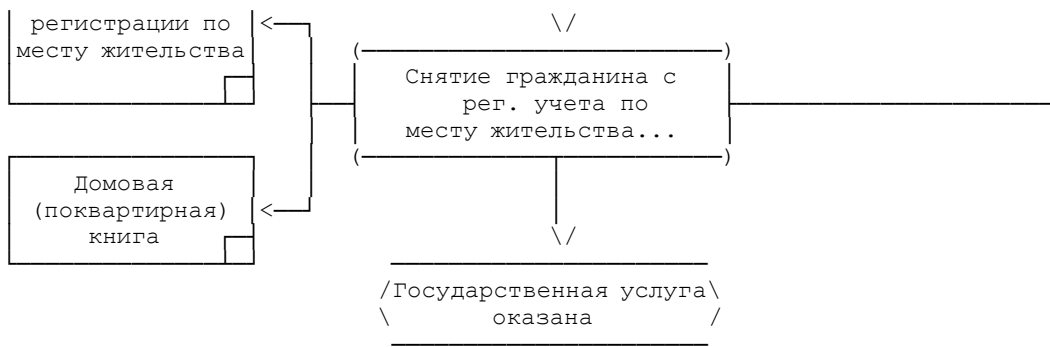 регистрации по
месту жительства
Снятие гражданина с
рег. учета по
месту жительства...
Домовая
(поквартирная)
книга
Государственная услуга
оказана